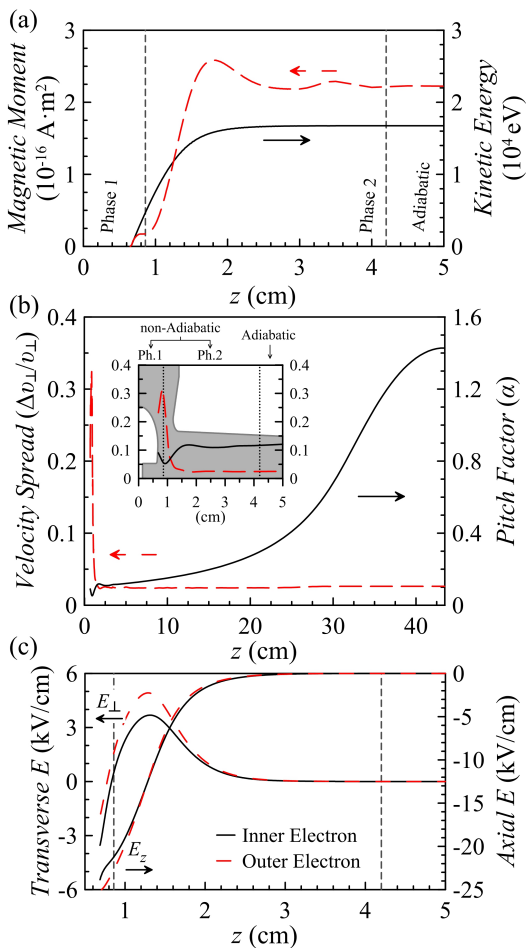 (a)
Magnetic Moment
(10⁻¹⁶ A·m²)
3
2
1
0
Phase 1
Phase 2
Adiabatic
3
2
1
0
Kinetic Energy
(10⁴ eV)
0 1 2 3 4 5
z (cm)
(b)
Velocity Spread (Δv⊥/v⊥)
0.4
0.3
0.2
0.1
0
non-Adiabatic
Adiabatic
Ph.1
Ph.2
0.4
0.3
0.2
0.1
0
0.4
0.3
0.2
0.1
0
0 1 2 3 4 5
(cm)
1.6
1.2
0.8
0.4
0
Pitch Factor (α)
0 5 10 15 20 25 30 35 40
z (cm)
(c)
Transverse E (kV/cm)
6
3
0
-3
-6
E⊥
E_z
Inner Electron
Outer Electron
0
-5
-10
-15
-20
-25
Axial E (kV/cm)
1 2 3 4 5
z (cm)